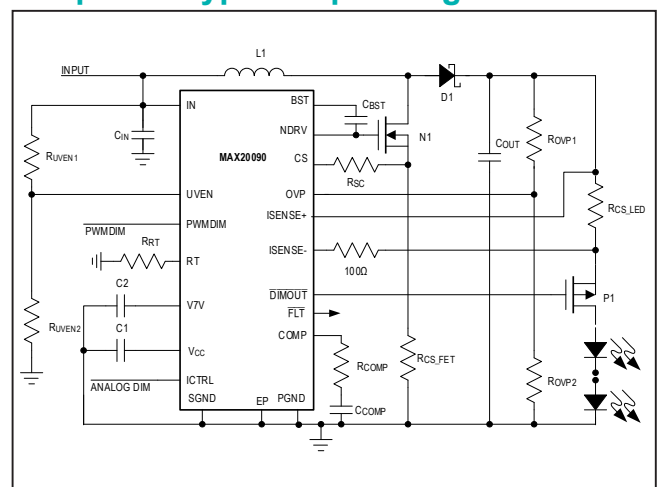 L1
INPUT
D1
IN
BST
CBST
CIN
NDRV
N1
COUT
ROVP1
RUVEN1
MAX20090
CS
RSC
UVEN
OVP
ISENSE+
RCS_LED
PWMDIM
PWMDIM
RRT
RT
ISENSE-
100Ω
C2
DIMOUT
P1
V7V
FLT
C1
COMP
RUVEN2
VCC
RCOMP
RCS_FET
ROVP2
ANALOG DIM
ICTRL
SGND
EP
PGND
CCOMP